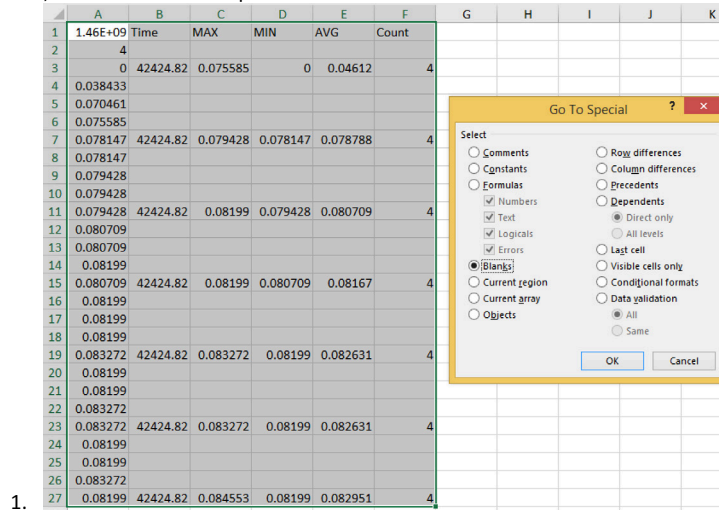 A B C D E F G H I J K
1 1.46E+09 Time MAX MIN AVG Count
2 4
3 0 42424.82 0.075585 0 0.04612 4
4 0.038433
5 0.070461
6 0.075585
7 0.078147 42424.82 0.079428 0.078147 0.078788 4
8 0.078147
9 0.079428
10 0.079428
11 0.079428 42424.82 0.08199 0.079428 0.080709 4
12 0.080709
13 0.080709
14 0.08199
15 0.080709 42424.82 0.08199 0.080709 0.08167 4
16 0.08199
17 0.08199
18 0.08199
19 0.083272 42424.82 0.083272 0.08199 0.082631 4
20 0.08199
21 0.08199
22 0.083272
23 0.083272 42424.82 0.083272 0.08199 0.082631 4
24 0.08199
25 0.08199
26 0.083272
1. 27 0.08199 42424.82 0.084553 0.08199 0.082951 4
Go To Special ? ×
Select
Comments Row differences
Constants Column differences
Formulas Precedents
Numbers Dependents
Text Direct only
Logicals All levels
Errors Last cell
Blanks Visible cells only
Current region Conditional formats
Current array Data validation
Objects All
Same
OK Cancel